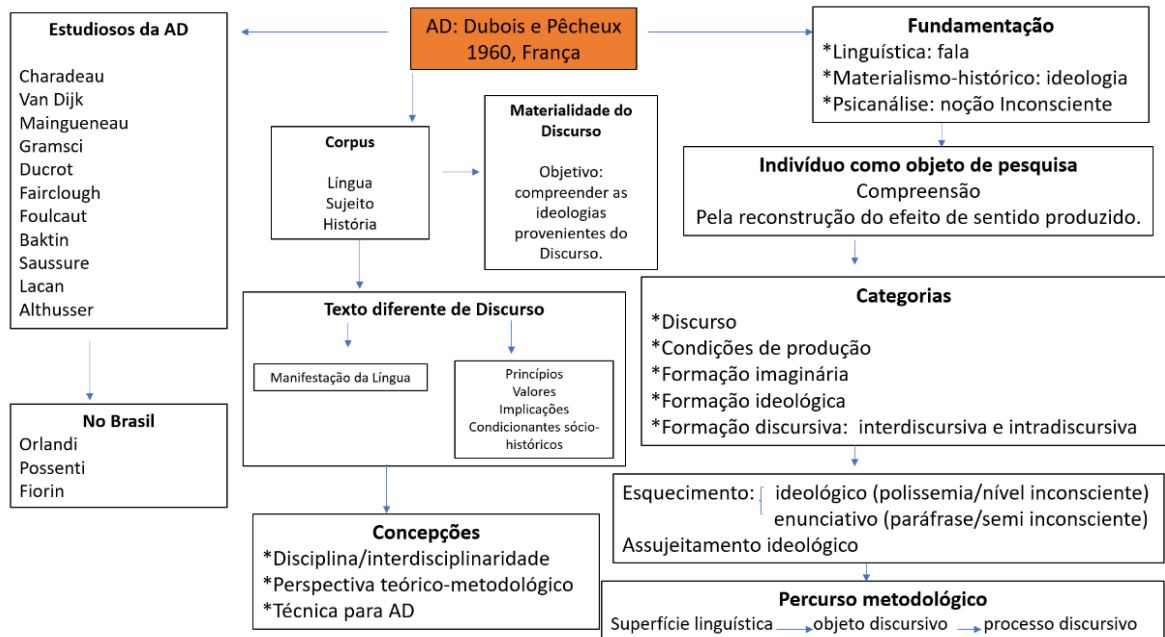 AD: Dubois e Pêcheux
1960, França
Estudiosos da AD
Charadeau
Van Dijk
Maingueneau
Gramsci
Ducrot
Fairclough
Foulcaut
Baktin
Saussure
Lacan
Althusser
No Brasil
Orlandi
Possenti
Fiorin
Corpus
Língua
Sujeito
História
Materialidade do
Discurso
Objetivo:
compreender as
ideologias
provenientes do
Discurso.
Texto diferente de Discurso
Manifestação da Língua
Princípios
Valores
Implicações
Condicionantes sócio-
históricos
Concepções
*Disciplina/interdisciplinaridade
*Perspectiva teórico-metodológico
*Técnica para AD
Fundamentação
*Linguística: fala
*Materialismo-histórico: ideologia
*Psicanálise: noção Inconsciente
Indivíduo como objeto de pesquisa
Compreensão
Pela reconstrução do efeito de sentido produzido.
Categorias
*Discurso
*Condições de produção
*Formação imaginária
*Formação ideológica
*Formação discursiva: interdiscursiva e intradiscursiva
Esquecimento: ideológico (polissemia/nível inconsciente)
enunciativo (paráfrase/semi inconsciente)
Assujeitamento ideológico
Percurso metodológico
Superfície linguística objeto discursivo processo discursivo